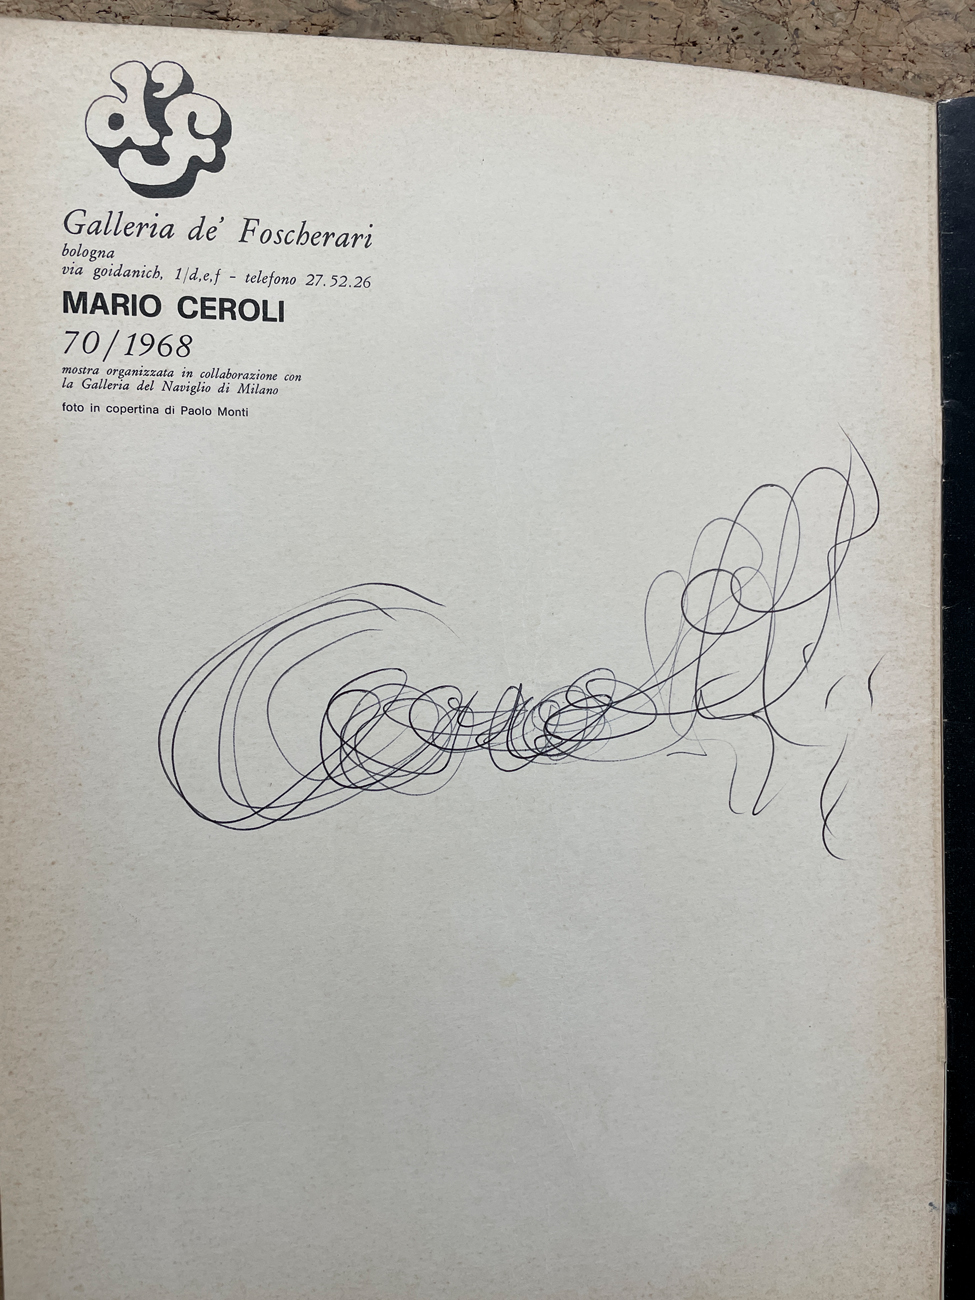 d'f
Galleria de' Foscherari
bologna
via goidanich, 1/d,e,f - telefono 27.52.26
MARIO CEROLI
70/1968
mostra organizzata in collaborazione con
la Galleria del Naviglio di Milano
foto in copertina di Paolo Monti
Ceroli